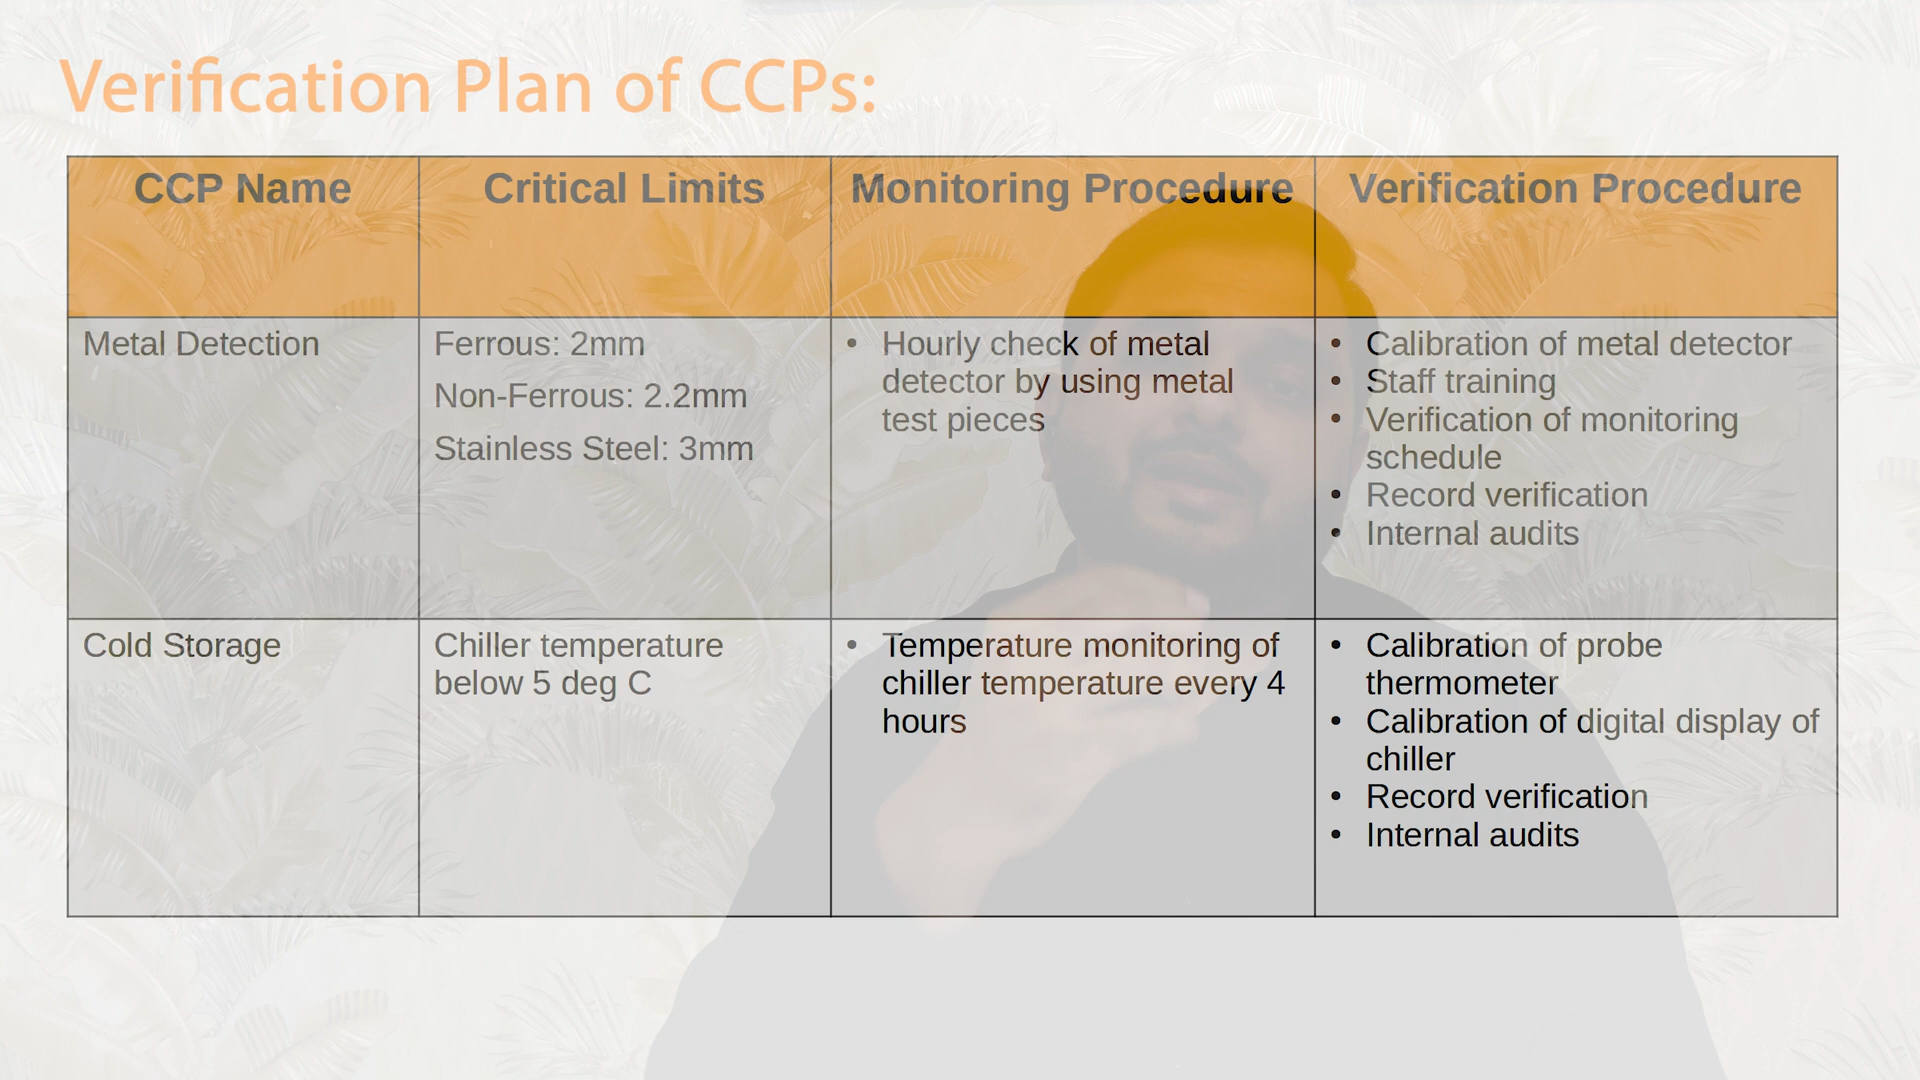 Verification Plan of CCPs:
CCP Name
Critical Limits
Monitoring Procedure
Verification Procedure
Metal Detection
Ferrous: 2mm
Non-Ferrous: 2.2mm
Stainless Steel: 3mm
• Hourly check of metal
detector by using metal
test pieces
• Calibration of metal detector
• Staff training
• Verification of monitoring
schedule
• Record verification
• Internal audits
Cold Storage
Chiller temperature
below 5 deg C
• Temperature monitoring of
chiller temperature every 4
hours
• Calibration of probe
thermometer
• Calibration of digital display of
chiller
• Record verification
• Internal audits